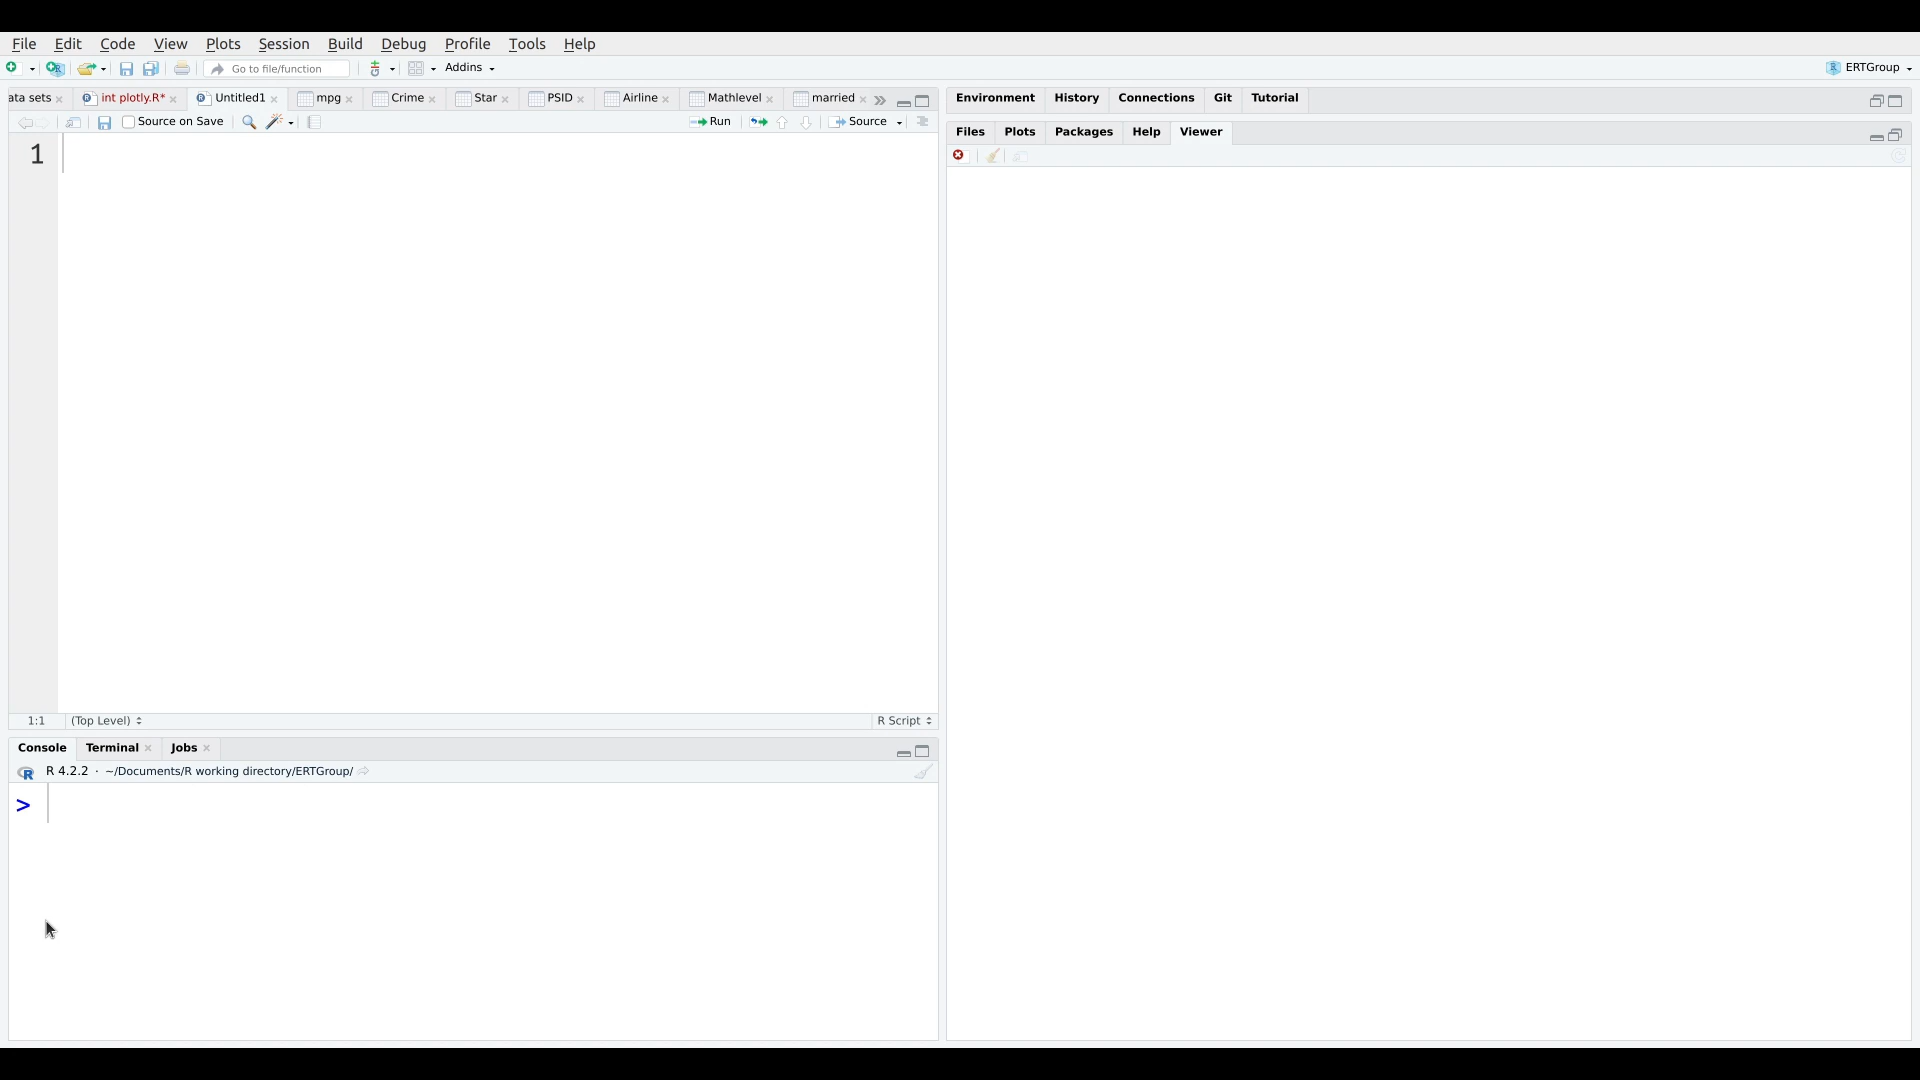 File Edit Code View Plots Session Build Debug Profile Tools Help
Go to file/function Addins ERTGroup
ata sets int plotly.R* Untitled1 mpg Crime Star PSID Airline Mathlevel married
Source on Save Run Source
1
1:1 (Top Level) R Script
Console Terminal Jobs
R 4.2.2 · ~/Documents/R working directory/ERTGroup/
>
Environment History Connections Git Tutorial
Files Plots Packages Help Viewer